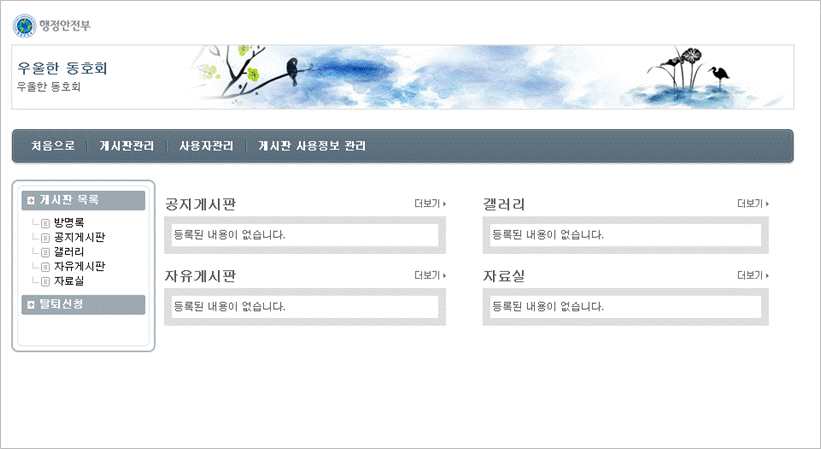 행정안전부
우울한 동호회
우울한 동호회
처음으로 게시판관리 사용자관리 게시판 사용정보 관리
게시판 목록
방명록
공지게시판
갤러리
자유게시판
자료실
탈퇴신청
공지게시판 더보기
등록된 내용이 없습니다.
갤러리 더보기
등록된 내용이 없습니다.
자유게시판 더보기
등록된 내용이 없습니다.
자료실 더보기
등록된 내용이 없습니다.